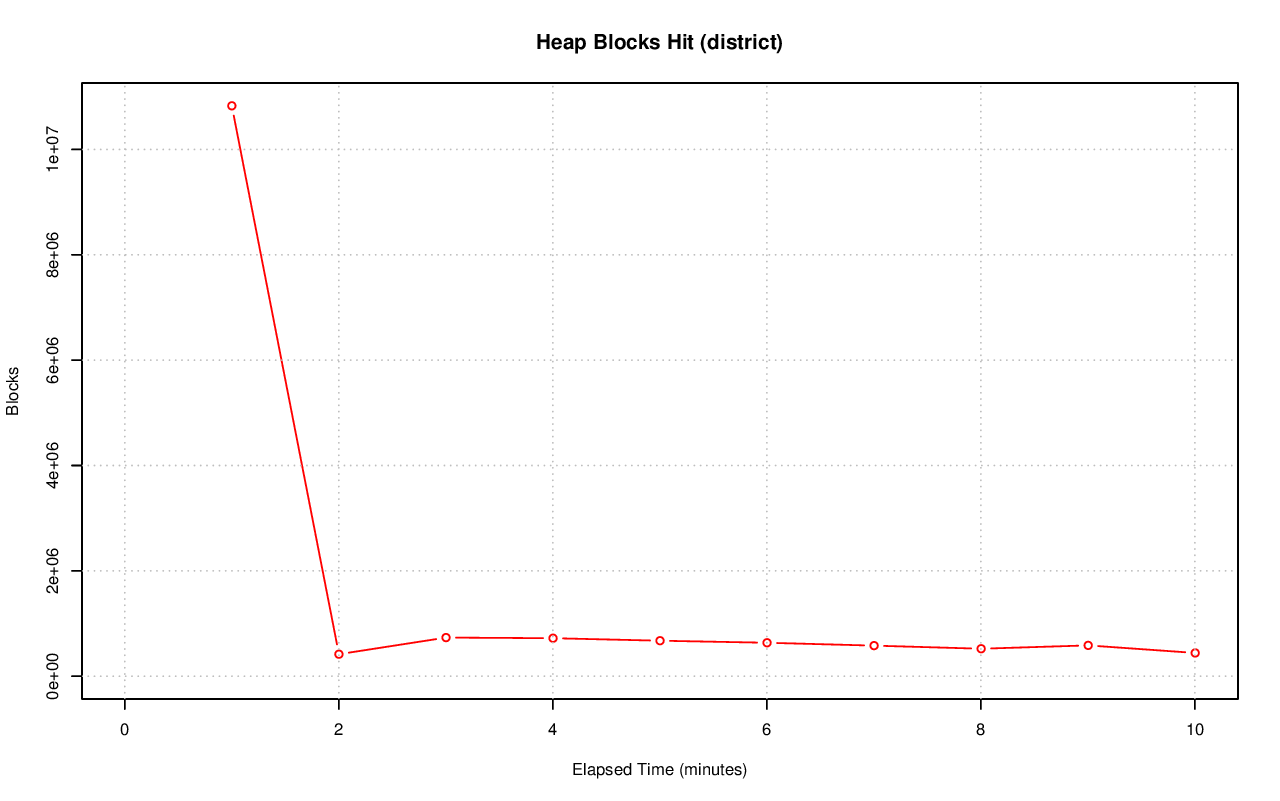 Heap Blocks Hit (district)
1e+07
8e+06
6e+06
4e+06
2e+06
0e+00
Blocks
0 2 4 6 8 10
Elapsed Time (minutes)